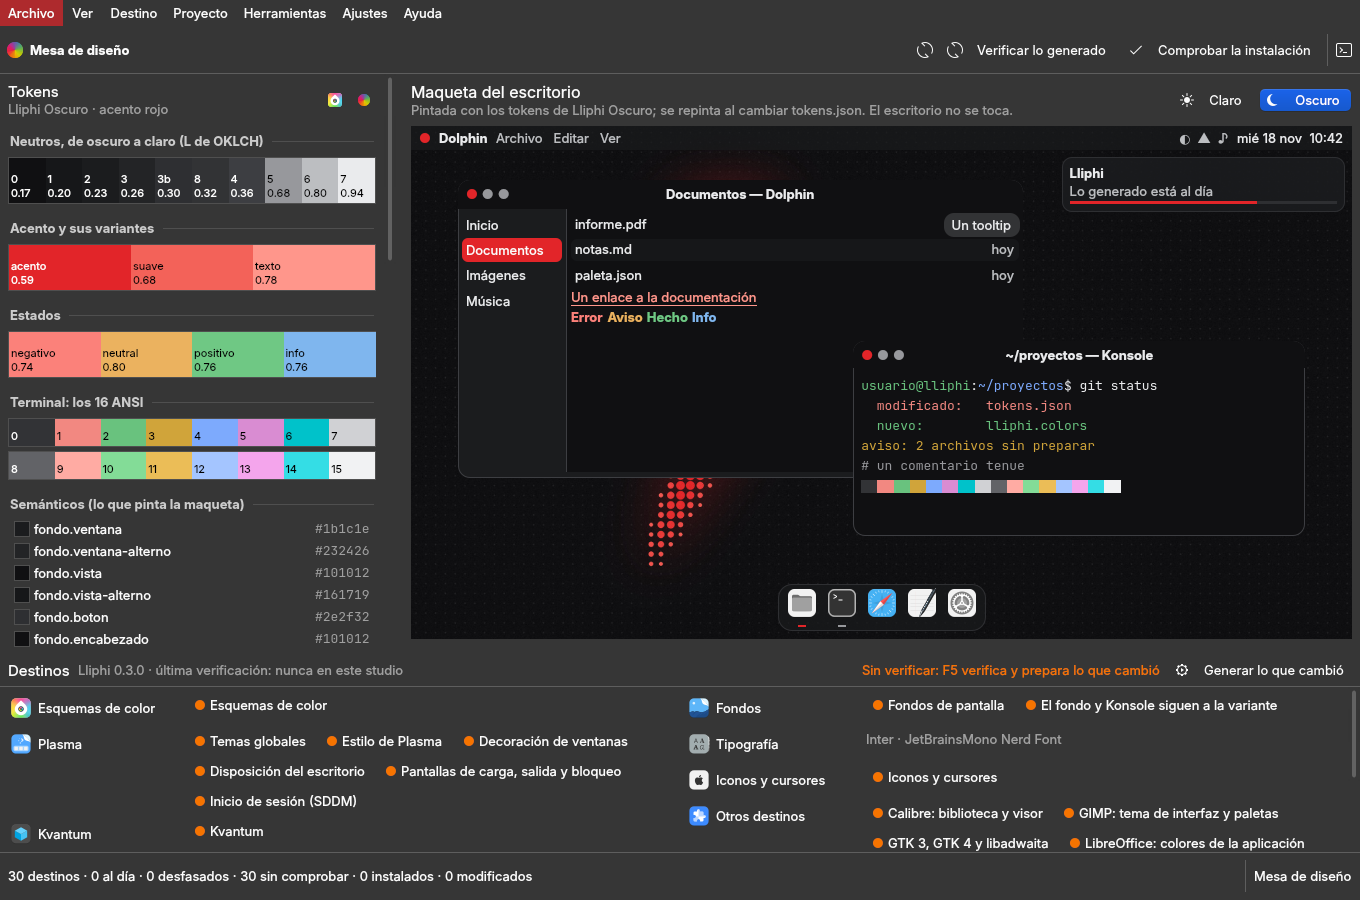 Archivo Ver Destino Proyecto Herramientas Ajustes Ayuda
Mesa de diseño
Verificar lo generado
Comprobar la instalación
Tokens
Lliphi Oscuro · acento rojo
Neutros, de oscuro a claro (L de OKLCH)
0 1 2 3 3b 8 4 5 6 7
0.17 0.20 0.23 0.26 0.30 0.32 0.36 0.68 0.80 0.94
Acento y sus variantes
acento suave texto
0.59 0.68 0.78
Estados
negativo neutral positivo info
0.74 0.80 0.76 0.76
Terminal: los 16 ANSI
0 1 2 3 4 5 6 7
8 9 10 11 12 13 14 15
Semánticos (lo que pinta la maqueta)
fondo.ventana #1b1c1e
fondo.ventana-alterno #232426
fondo.vista #101012
fondo.vista-alterno #161719
fondo.boton #2e2f32
fondo.encabezado #101012
Maqueta del escritorio
Pintada con los tokens de Lliphi Oscuro; se repinta al cambiar tokens.json. El escritorio no se toca.
Claro
Oscuro
Dolphin Archivo Editar Ver
mié 18 nov 10:42
Lliphi
Lo generado está al día
Documentos — Dolphin
Inicio
Documentos
Imágenes
Música
informe.pdf
Un tooltip
notas.md hoy
paleta.json hoy
Un enlace a la documentación
Error Aviso Hecho Info
~/proyectos — Konsole
usuario@lliphi:~/proyectos$ git status
modificado: tokens.json
nuevo: lliphi.colors
aviso: 2 archivos sin preparar
# un comentario tenue
Destinos Lliphi 0.3.0 · última verificación: nunca en este studio
Sin verificar: F5 verifica y prepara lo que cambió
Generar lo que cambió
Esquemas de color
Esquemas de color
Plasma
Temas globales
Estilo de Plasma
Decoración de ventanas
Disposición del escritorio
Pantallas de carga, salida y bloqueo
Inicio de sesión (SDDM)
Kvantum
Kvantum
Fondos
Fondos de pantalla
El fondo y Konsole siguen a la variante
Tipografía
Inter · JetBrainsMono Nerd Font
Iconos y cursores
Iconos y cursores
Otros destinos
Calibre: biblioteca y visor
GIMP: tema de interfaz y paletas
GTK 3, GTK 4 y libadwaita
LibreOffice: colores de la aplicación
30 destinos · 0 al día · 0 desfasados · 30 sin comprobar · 0 instalados · 0 modificados
Mesa de diseño